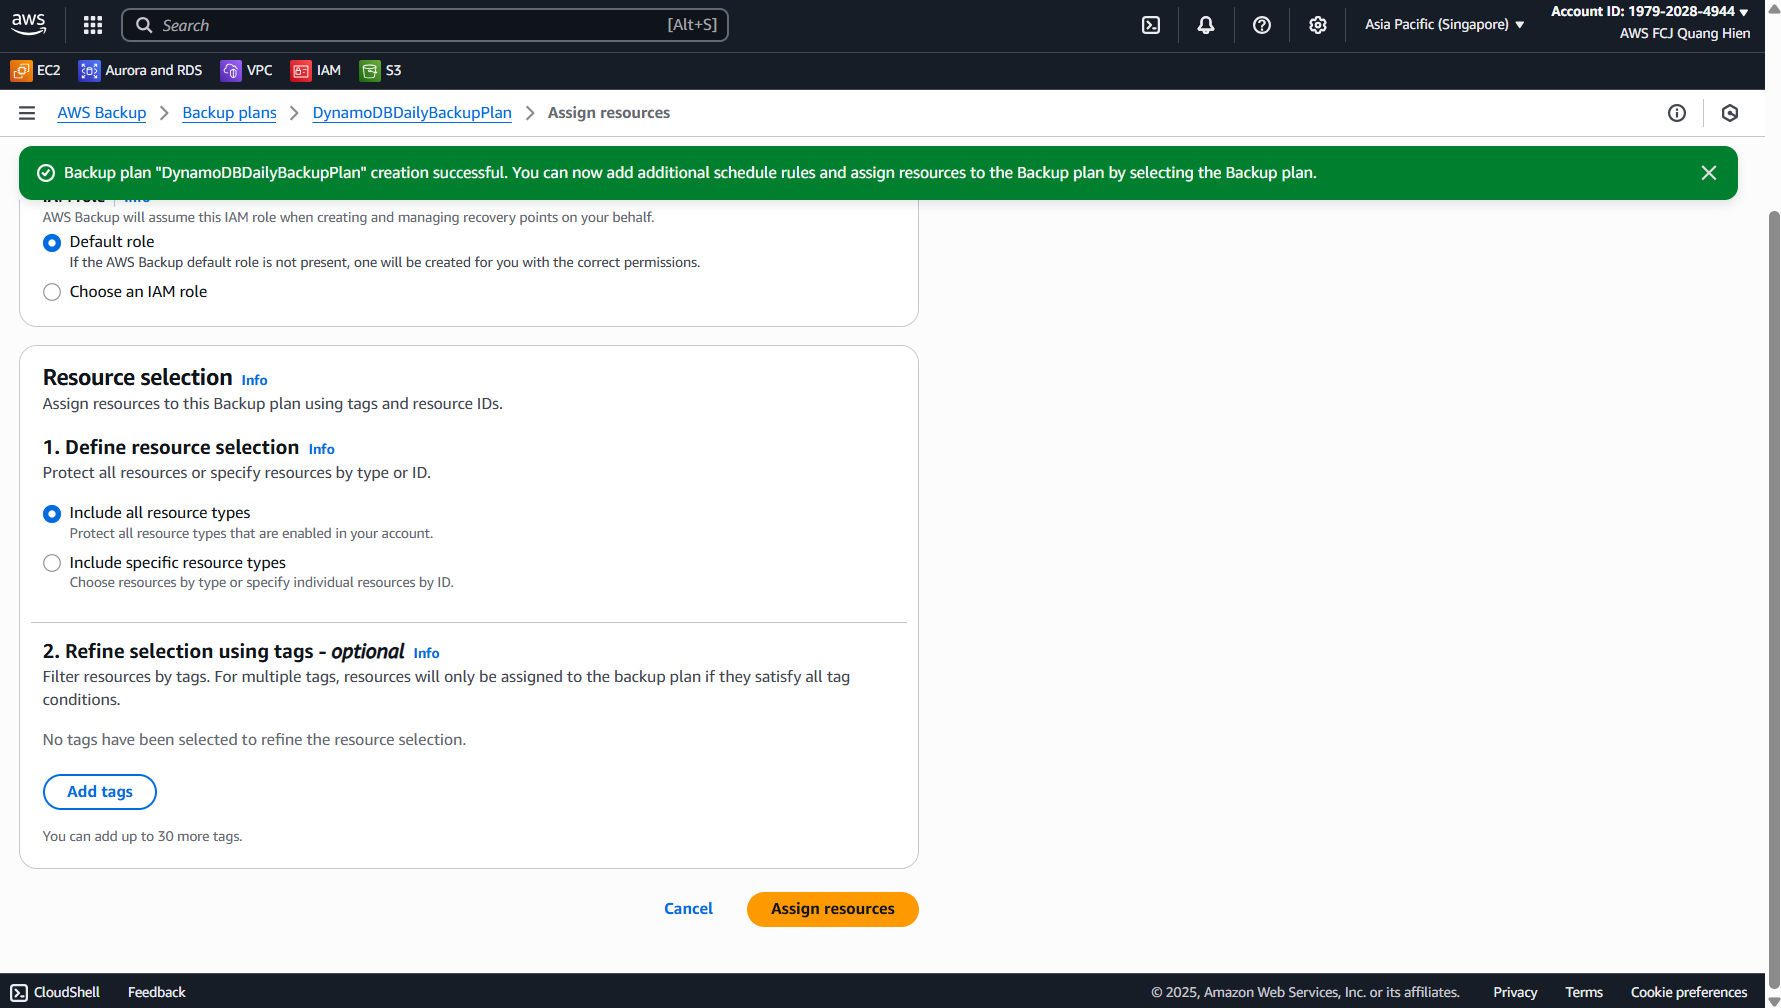 aws
Search
[Alt+S]
Asia Pacific (Singapore)
Account ID: 1979-2028-4944
AWS FCJ Quang Hien
EC2
Aurora and RDS
VPC
IAM
S3
AWS Backup
Backup plans
DynamoDBDailyBackupPlan
Assign resources
Backup plan "DynamoDBDailyBackupPlan" creation successful. You can now add additional schedule rules and assign resources to the Backup plan by selecting the Backup plan.
IAM role Info
AWS Backup will assume this IAM role when creating and managing recovery points on your behalf.
Default role
If the AWS Backup default role is not present, one will be created for you with the correct permissions.
Choose an IAM role
Resource selection Info
Assign resources to this Backup plan using tags and resource IDs.
1. Define resource selection Info
Protect all resources or specify resources by type or ID.
Include all resource types
Protect all resource types that are enabled in your account.
Include specific resource types
Choose resources by type or specify individual resources by ID.
2. Refine selection using tags - optional Info
Filter resources by tags. For multiple tags, resources will only be assigned to the backup plan if they satisfy all tag
conditions.
No tags have been selected to refine the resource selection.
Add tags
You can add up to 30 more tags.
Cancel
Assign resources
CloudShell
Feedback
© 2025, Amazon Web Services, Inc. or its affiliates.
Privacy
Terms
Cookie preferences